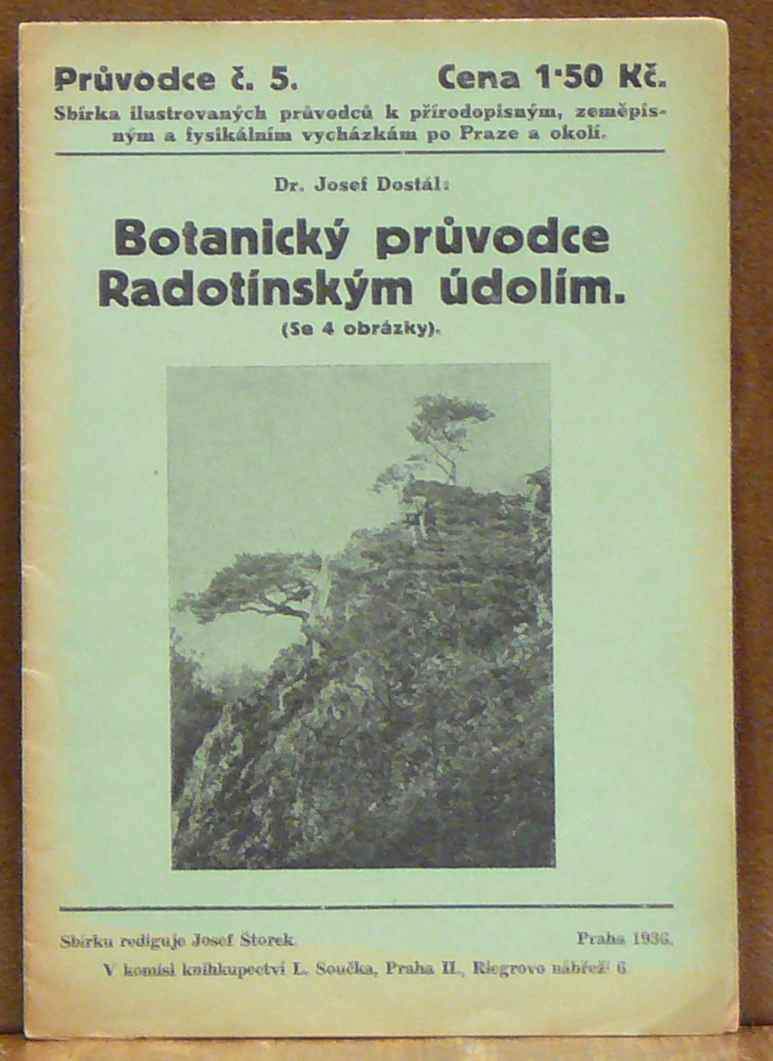 Průvodce č. 5. Cena 1·50 Kč.
Sbírka ilustrovaných průvodců k přírodopisným, zeměpis-
ným a fysikálním vycházkám po Praze a okolí.
Dr. Josef Dostál:
Botanický průvodce
Radotínským údolím.
(Se 4 obrázky).
Sbírku rediguje Josef Štorek. Praha 1936.
V komisi knihkupectví L. Součka, Praha II., Riegrovo nábřeží 6